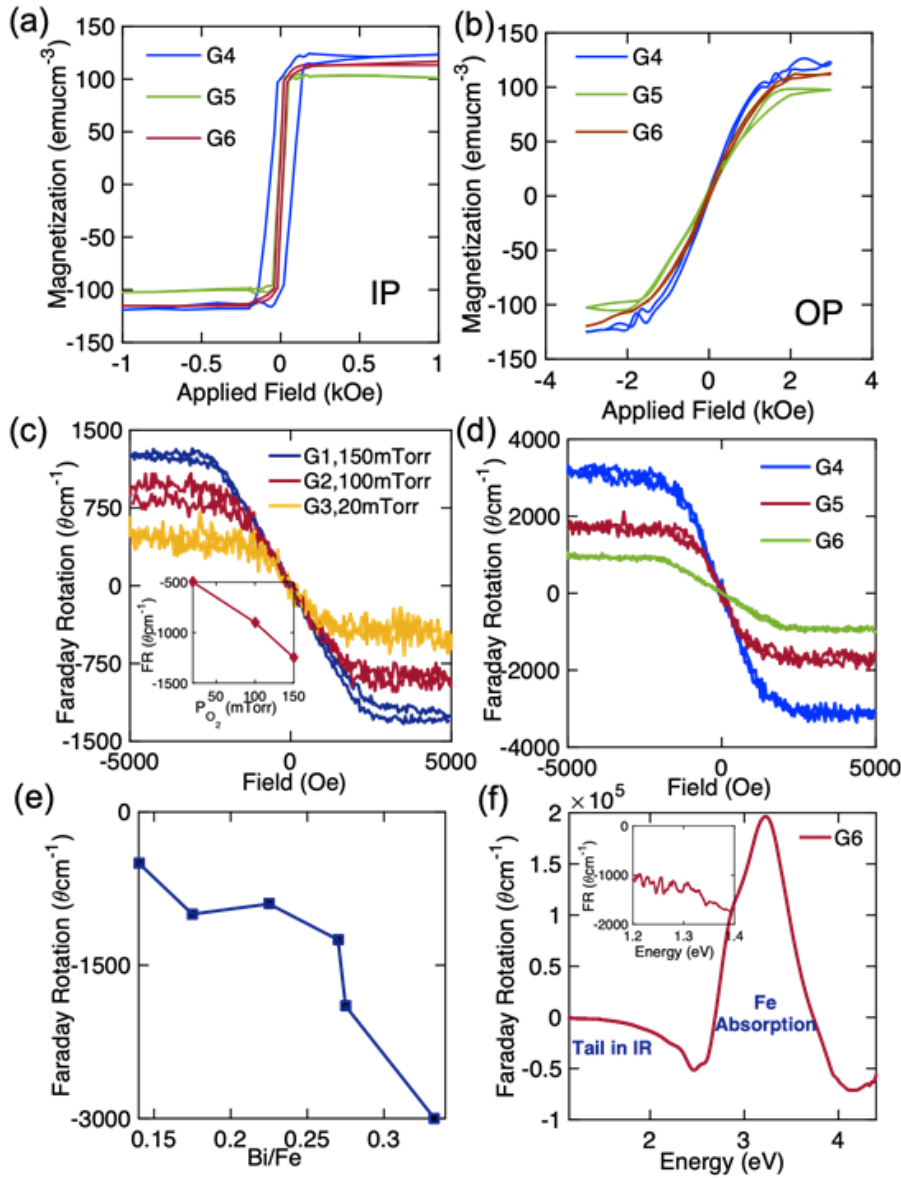 (a)
150
100
50
0
-50
-100
-150
Magnetization (emucm-3)
G4
G5
G6
IP
-1 -0.5 0 0.5 1
Applied Field (kOe)
(b)
150
100
50
0
-50
-100
-150
Magnetization (emucm-3)
G4
G5
G6
OP
-4 -2 0 2 4
Applied Field (kOe)
(c)
1500
750
0
-750
-1500
Faraday Rotation (θcm-1)
G1,150mTorr
G2,100mTorr
G3,20mTorr
-500
-1000
-1500
FR (θcm-1)
50 100 150
PO2 (mTorr)
-5000 0 5000
Field (Oe)
(d)
4000
2000
0
-2000
-4000
Faraday Rotation (θcm-1)
G4
G5
G6
-5000 0 5000
Field (Oe)
(e)
0
-1500
-3000
Faraday Rotation (θcm-1)
0.15 0.2 0.25 0.3
Bi/Fe
(f)
× 10^5
2
1.5
1
0.5
0
-0.5
-1
Faraday Rotation (θcm-1)
G6
0
-1000
-2000
FR (θcm-1)
1.2 1.3 1.4
Energy (eV)
Fe
Absorption
Tail in IR
2 3 4
Energy (eV)